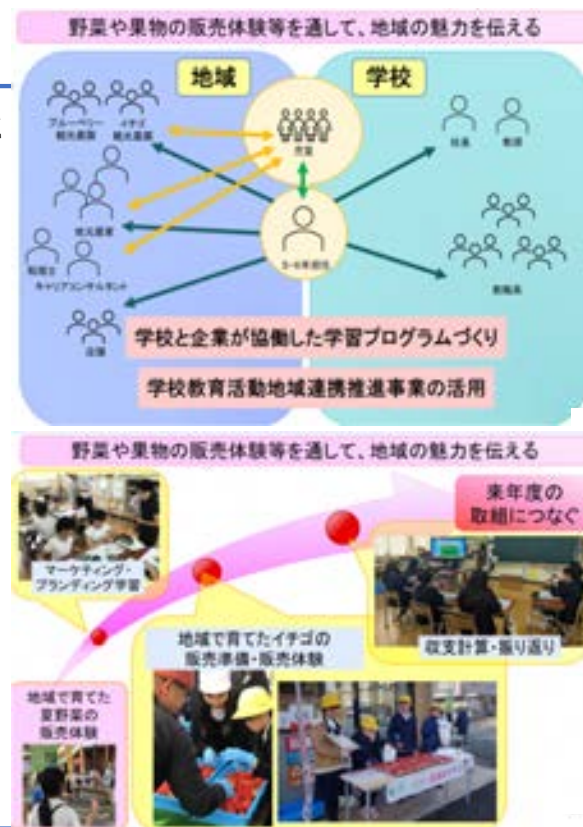 野菜や果物の販売体験等を通して、地域の魅力を伝える
地域
学校
ブルーベリー
観光農園
イチゴ
観光農園
児童
校長
教頭
地元農家
税理士
キャリアコンサルタント
5・6年担任
教職員
学校と企業が協働した学習プログラムづくり
学校教育活動地域連携推進事業の活用
野菜や果物の販売体験等を通して、地域の魅力を伝える
来年度の
取組につなぐ
マーケティング・
ブランディング学習
地域で育てたイチゴの
販売準備・販売体験
収支計算・振り返り
地域で育てた
夏野菜の
販売体験